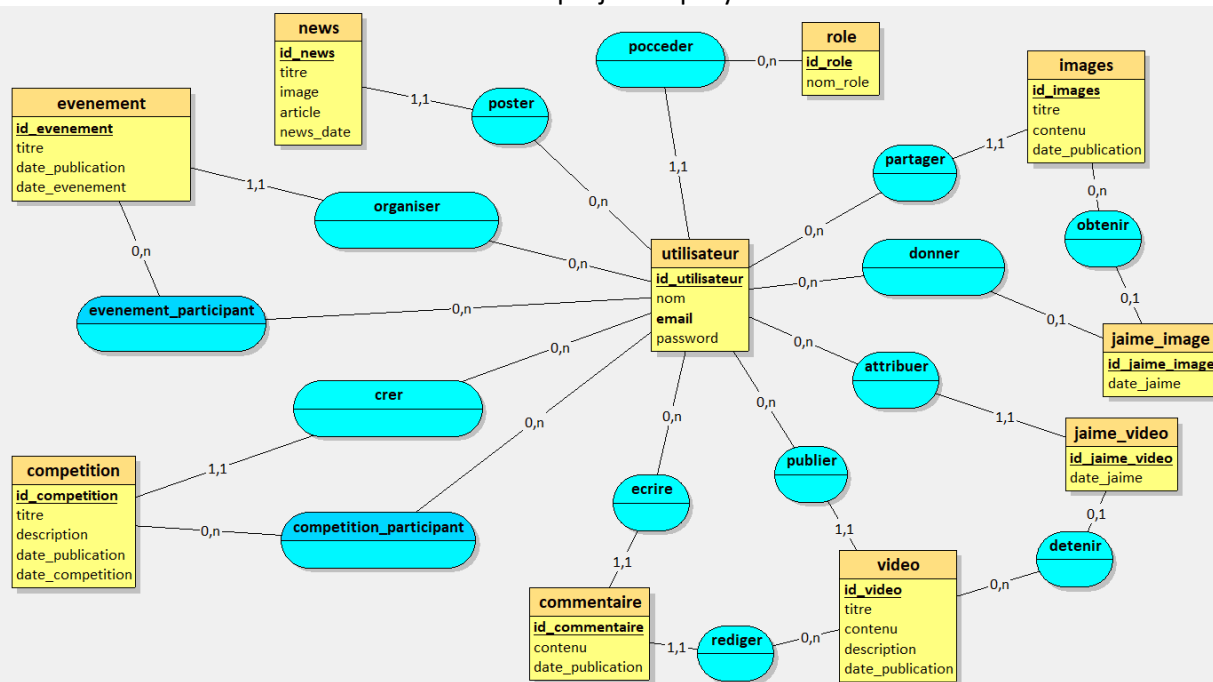 news
id_news
titre
image
article
news_date
pocceder
role
id_role
nom_role
images
id_images
titre
contenu
date_publication
evenement
id_evenement
titre
date_publication
date_evenement
poster
partager
organiser
obtenir
donner
utilisateur
id_utilisateur
nom
email
password
evenement_participant
jaime_image
id_jaime_image
date_jaime
attribuer
crer
jaime_video
id_jaime_video
date_jaime
competition
id_competition
titre
description
date_publication
date_competition
publier
ecrire
competition_participant
detenir
video
id_video
titre
contenu
description
date_publication
commentaire
id_commentaire
contenu
date_publication
rediger
0,n
1,1
1,1
1,1
1,1
0,n
0,n
0,n
0,n
0,n
0,n
0,n
0,1
0,1
0,n
0,n
0,n
0,n
0,n
1,1
0,n
1,1
0,n
0,1
1,1
1,1
0,n
1,1
0,n